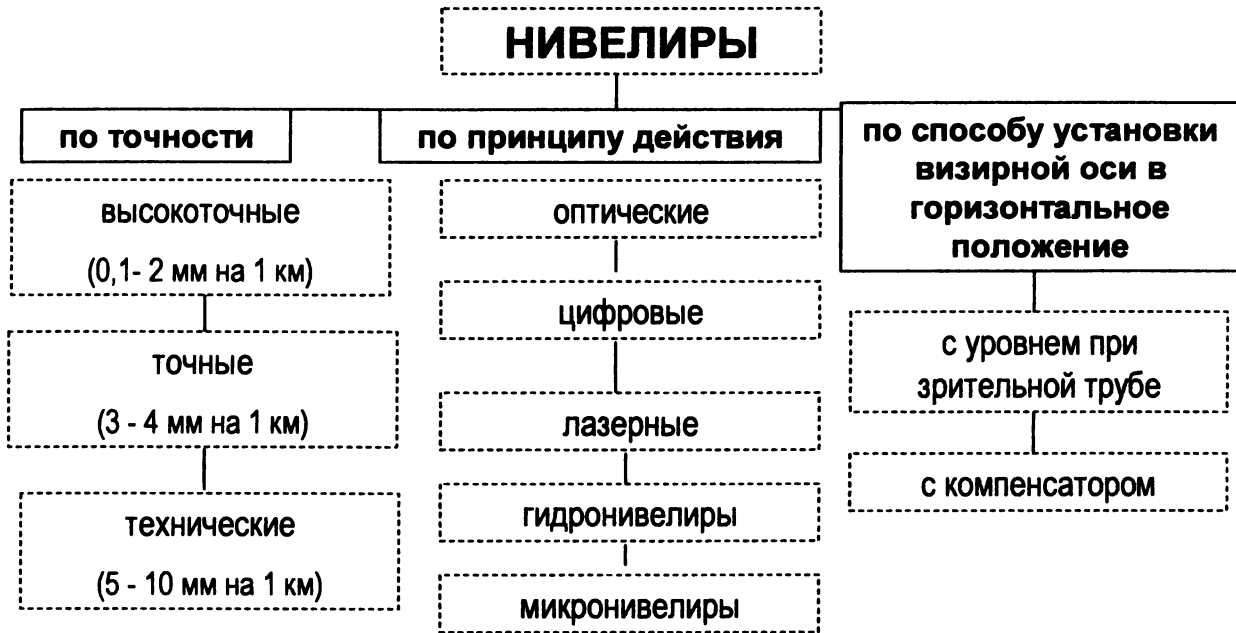 НИВЕЛИРЫ
по точности
высокоточные
(0,1- 2 мм на 1 км)
точные
(3 - 4 мм на 1 км)
технические
(5 - 10 мм на 1 км)
по принципу действия
оптические
цифровые
лазерные
гидронивелиры
микронивелиры
по способу установки
визирной оси в
горизонтальное
положение
с уровнем при
зрительной трубе
с компенсатором